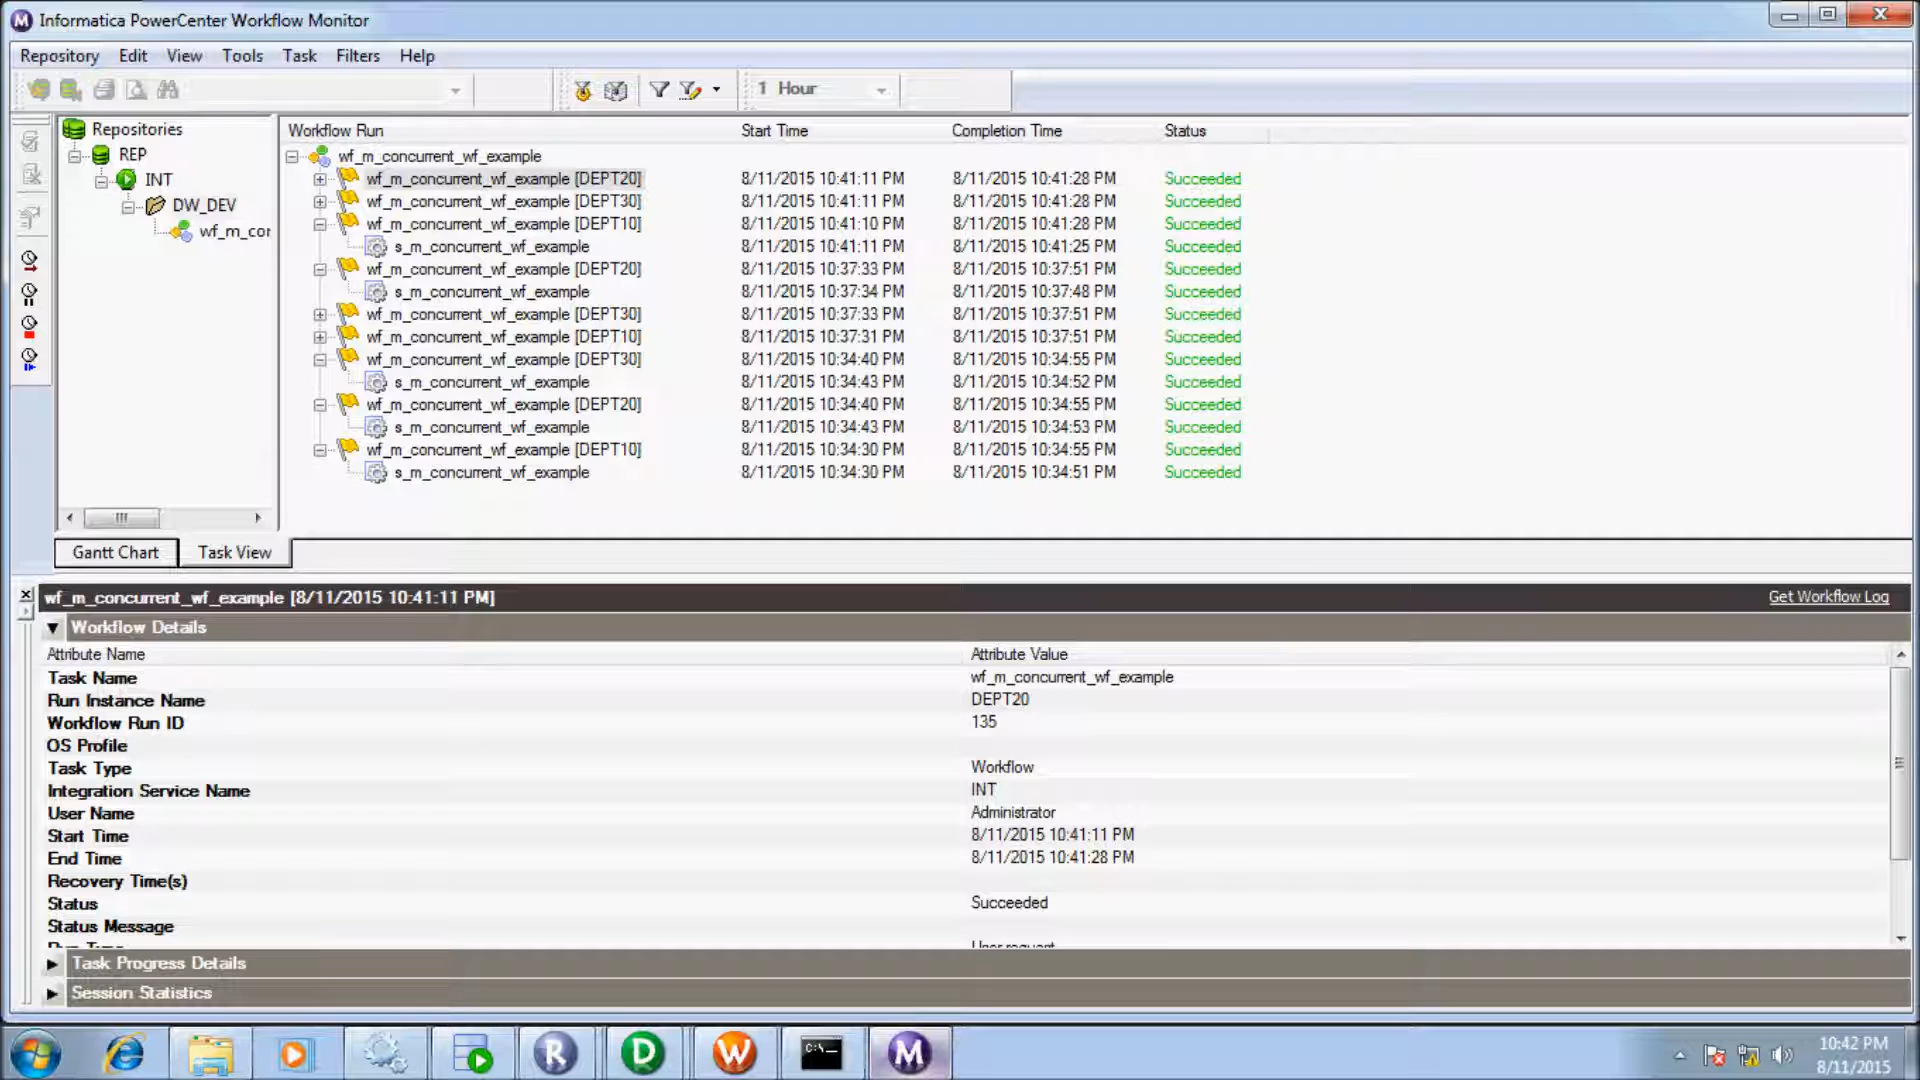 Informatica PowerCenter Workflow Monitor
Repository Edit View Tools Task Filters Help
1 Hour
Repositories
REP
INT
DW_DEV
wf_m_cor
Workflow Run Start Time Completion Time Status
wf_m_concurrent_wf_example
wf_m_concurrent_wf_example [DEPT20] 8/11/2015 10:41:11 PM 8/11/2015 10:41:28 PM Succeeded
wf_m_concurrent_wf_example [DEPT30] 8/11/2015 10:41:11 PM 8/11/2015 10:41:28 PM Succeeded
wf_m_concurrent_wf_example [DEPT10] 8/11/2015 10:41:10 PM 8/11/2015 10:41:28 PM Succeeded
s_m_concurrent_wf_example 8/11/2015 10:41:11 PM 8/11/2015 10:41:25 PM Succeeded
wf_m_concurrent_wf_example [DEPT20] 8/11/2015 10:37:33 PM 8/11/2015 10:37:51 PM Succeeded
s_m_concurrent_wf_example 8/11/2015 10:37:34 PM 8/11/2015 10:37:48 PM Succeeded
wf_m_concurrent_wf_example [DEPT30] 8/11/2015 10:37:33 PM 8/11/2015 10:37:51 PM Succeeded
wf_m_concurrent_wf_example [DEPT10] 8/11/2015 10:37:31 PM 8/11/2015 10:37:51 PM Succeeded
wf_m_concurrent_wf_example [DEPT30] 8/11/2015 10:34:40 PM 8/11/2015 10:34:55 PM Succeeded
s_m_concurrent_wf_example 8/11/2015 10:34:43 PM 8/11/2015 10:34:52 PM Succeeded
wf_m_concurrent_wf_example [DEPT20] 8/11/2015 10:34:40 PM 8/11/2015 10:34:55 PM Succeeded
s_m_concurrent_wf_example 8/11/2015 10:34:43 PM 8/11/2015 10:34:53 PM Succeeded
wf_m_concurrent_wf_example [DEPT10] 8/11/2015 10:34:30 PM 8/11/2015 10:34:55 PM Succeeded
s_m_concurrent_wf_example 8/11/2015 10:34:30 PM 8/11/2015 10:34:51 PM Succeeded
Gantt Chart Task View
wf_m_concurrent_wf_example [8/11/2015 10:41:11 PM] Get Workflow Log
Workflow Details
Attribute Name Attribute Value
Task Name wf_m_concurrent_wf_example
Run Instance Name DEPT20
Workflow Run ID 135
OS Profile
Task Type Workflow
Integration Service Name INT
User Name Administrator
Start Time 8/11/2015 10:41:11 PM
End Time 8/11/2015 10:41:28 PM
Recovery Time(s)
Status Succeeded
Status Message
Run Type User request
Task Progress Details
Session Statistics
R D W C:\ M
10:42 PM
8/11/2015